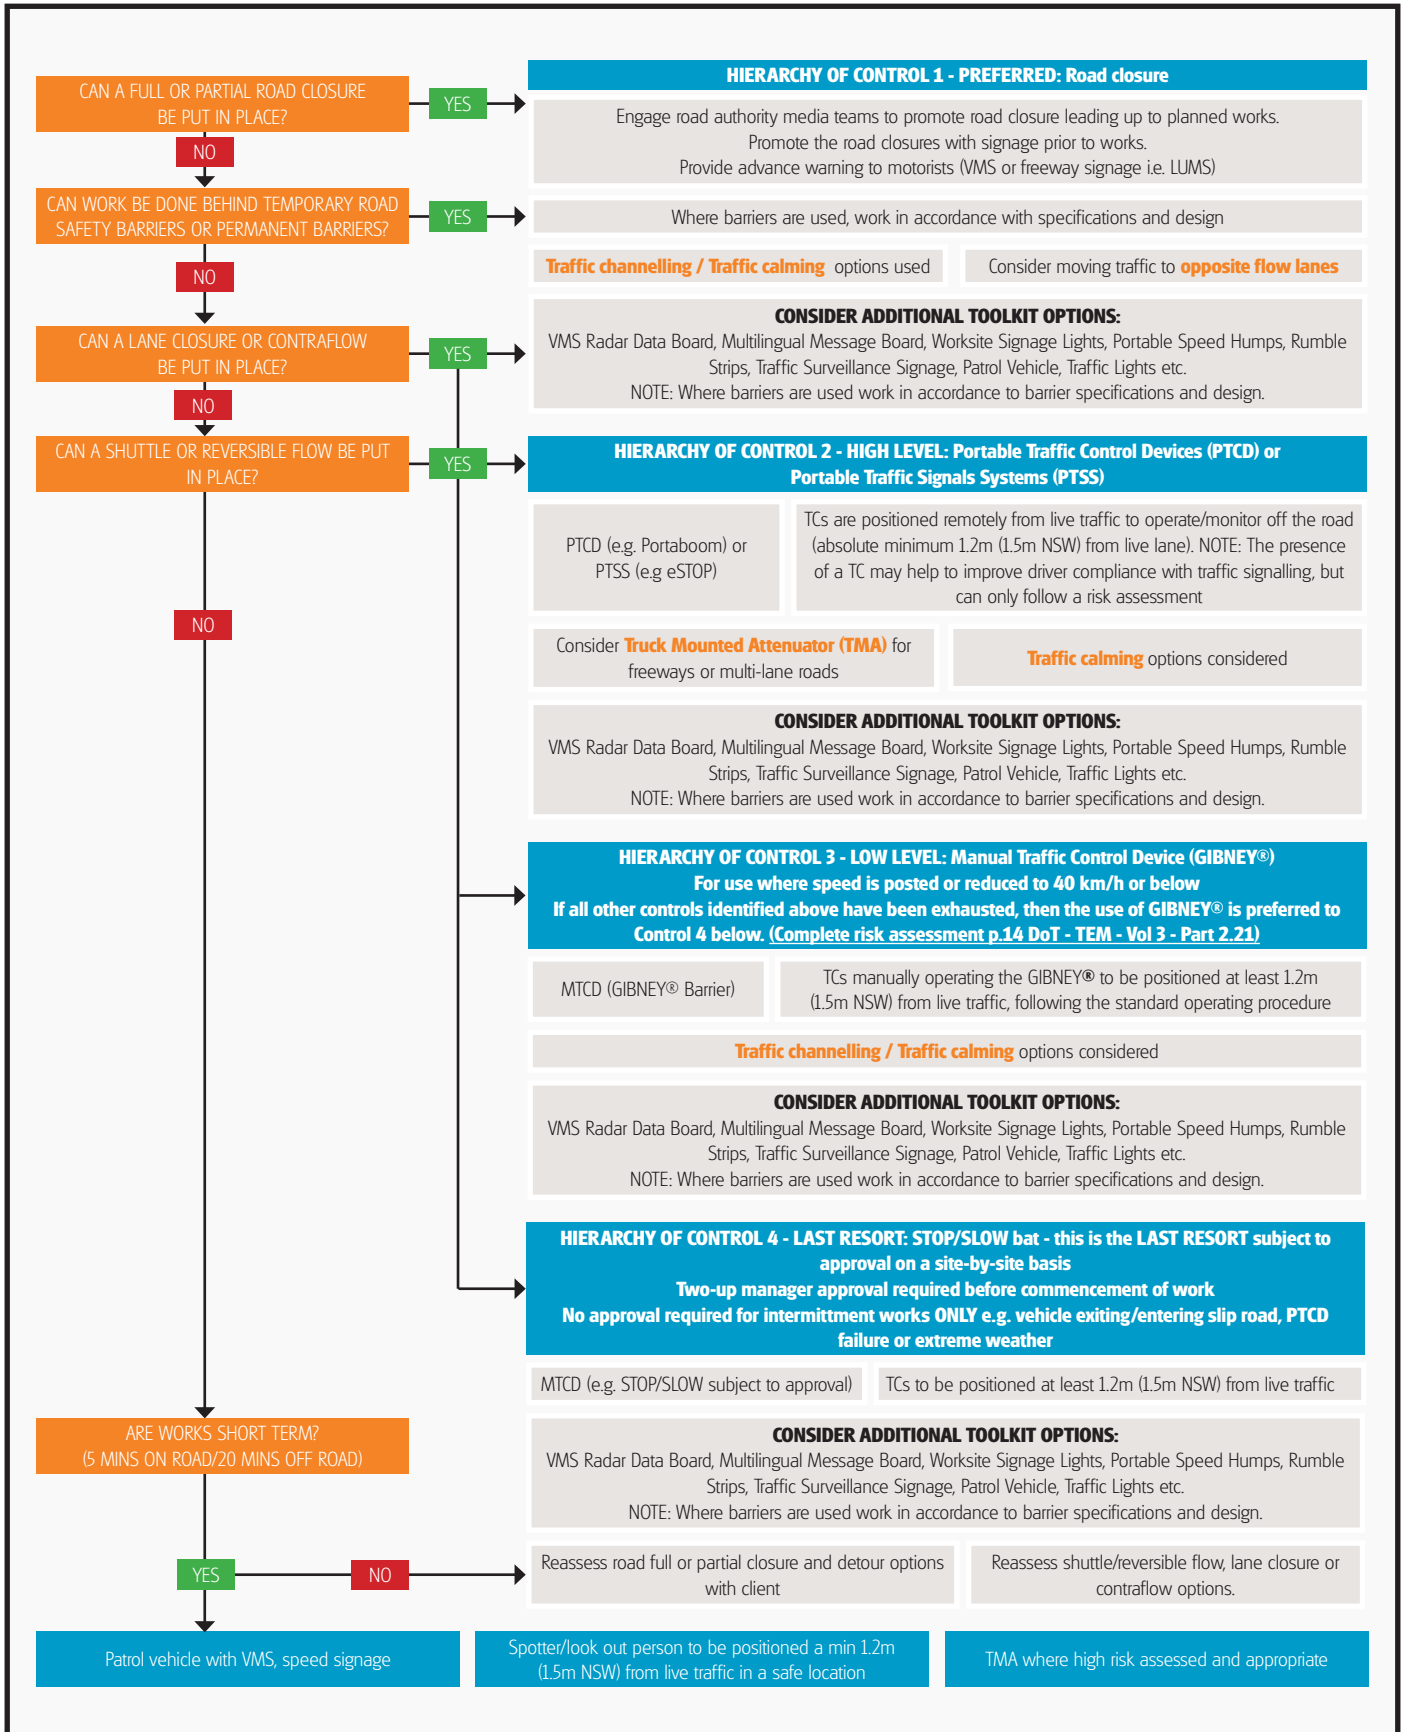 CAN A FULL OR PARTIAL ROAD CLOSURE
BE PUT IN PLACE?
YES
NO
HIERARCHY OF CONTROL 1 - PREFERRED: Road closure
Engage road authority media teams to promote road closure leading up to planned works.
Promote the road closures with signage prior to works.
Provide advance warning to motorists (VMS or freeway signage i.e. LUMS)
CAN WORK BE DONE BEHIND TEMPORARY ROAD
SAFETY BARRIERS OR PERMANENT BARRIERS?
YES
NO
Where barriers are used, work in accordance with specifications and design
Traffic channelling / Traffic calming options used
Consider moving traffic to opposite flow lanes
CAN A LANE CLOSURE OR CONTRAFLOW
BE PUT IN PLACE?
YES
NO
CONSIDER ADDITIONAL TOOLKIT OPTIONS:
VMS Radar Data Board, Multilingual Message Board, Worksite Signage Lights, Portable Speed Humps, Rumble
Strips, Traffic Surveillance Signage, Patrol Vehicle, Traffic Lights etc.
NOTE: Where barriers are used work in accordance to barrier specifications and design.
CAN A SHUTTLE OR REVERSIBLE FLOW BE PUT
IN PLACE?
YES
NO
HIERARCHY OF CONTROL 2 - HIGH LEVEL: Portable Traffic Control Devices (PTCD) or
Portable Traffic Signals Systems (PTSS)
PTCD (e.g. Portaboom) or
PTSS (e.g eSTOP)
TCs are positioned remotely from live traffic to operate/monitor off the road
(absolute minimum 1.2m (1.5m NSW) from live lane). NOTE: The presence
of a TC may help to improve driver compliance with traffic signalling, but
can only follow a risk assessment
Consider Truck Mounted Attenuator (TMA) for
freeways or multi-lane roads
Traffic calming options considered
CONSIDER ADDITIONAL TOOLKIT OPTIONS:
VMS Radar Data Board, Multilingual Message Board, Worksite Signage Lights, Portable Speed Humps, Rumble
Strips, Traffic Surveillance Signage, Patrol Vehicle, Traffic Lights etc.
NOTE: Where barriers are used work in accordance to barrier specifications and design.
HIERARCHY OF CONTROL 3 - LOW LEVEL: Manual Traffic Control Device (GIBNEY®)
For use where speed is posted or reduced to 40 km/h or below
If all other controls identified above have been exhausted, then the use of GIBNEY® is preferred to
Control 4 below. (Complete risk assessment p.14 DoT - TEM - Vol 3 - Part 2.21)
MTCD (GIBNEY® Barrier)
TCs manually operating the GIBNEY® to be positioned at least 1.2m
(1.5m NSW) from live traffic, following the standard operating procedure
Traffic channelling / Traffic calming options considered
CONSIDER ADDITIONAL TOOLKIT OPTIONS:
VMS Radar Data Board, Multilingual Message Board, Worksite Signage Lights, Portable Speed Humps, Rumble
Strips, Traffic Surveillance Signage, Patrol Vehicle, Traffic Lights etc.
NOTE: Where barriers are used work in accordance to barrier specifications and design.
HIERARCHY OF CONTROL 4 - LAST RESORT: STOP/SLOW bat - this is the LAST RESORT subject to
approval on a site-by-site basis
Two-up manager approval required before commencement of work
No approval required for intermittment works ONLY e.g. vehicle exiting/entering slip road, PTCD
failure or extreme weather
MTCD (e.g. STOP/SLOW subject to approval)
TCs to be positioned at least 1.2m (1.5m NSW) from live traffic
ARE WORKS SHORT TERM?
(5 MINS ON ROAD/20 MINS OFF ROAD)
CONSIDER ADDITIONAL TOOLKIT OPTIONS:
VMS Radar Data Board, Multilingual Message Board, Worksite Signage Lights, Portable Speed Humps, Rumble
Strips, Traffic Surveillance Signage, Patrol Vehicle, Traffic Lights etc.
NOTE: Where barriers are used work in accordance to barrier specifications and design.
YES
NO
Reassess road full or partial closure and detour options
with client
Reassess shuttle/reversible flow, lane closure or
contraflow options.
Patrol vehicle with VMS, speed signage
Spotter/look out person to be positioned a min 1.2m
(1.5m NSW) from live traffic in a safe location
TMA where high risk assessed and appropriate